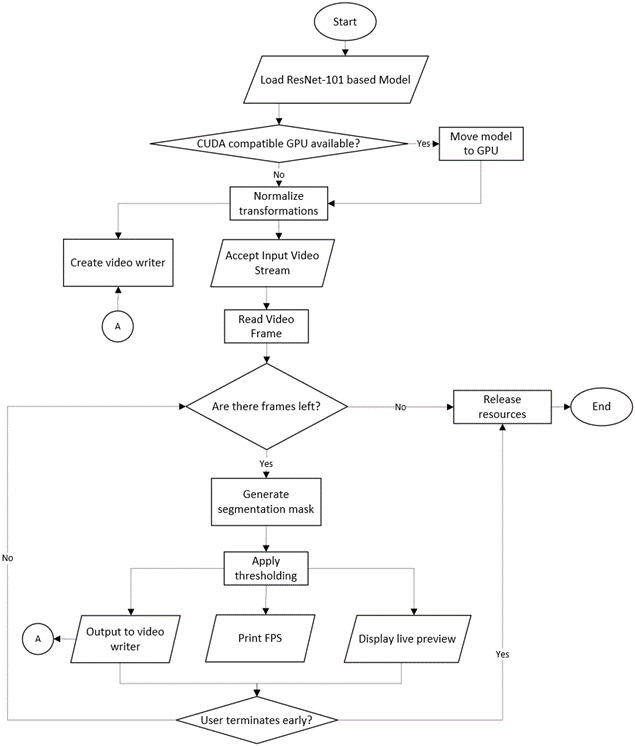 Start
Load ResNet-101 based Model
CUDA compatible GPU available?
Yes
Move model
to GPU
No
Normalize
transformations
Create video writer
Accept Input Video
Stream
A
Read Video
Frame
Are there frames left?
No
Release
resources
End
Yes
Generate
segmentation mask
No
Apply
thresholding
A
Output to video
writer
Print FPS
Display live preview
Yes
User terminates early?